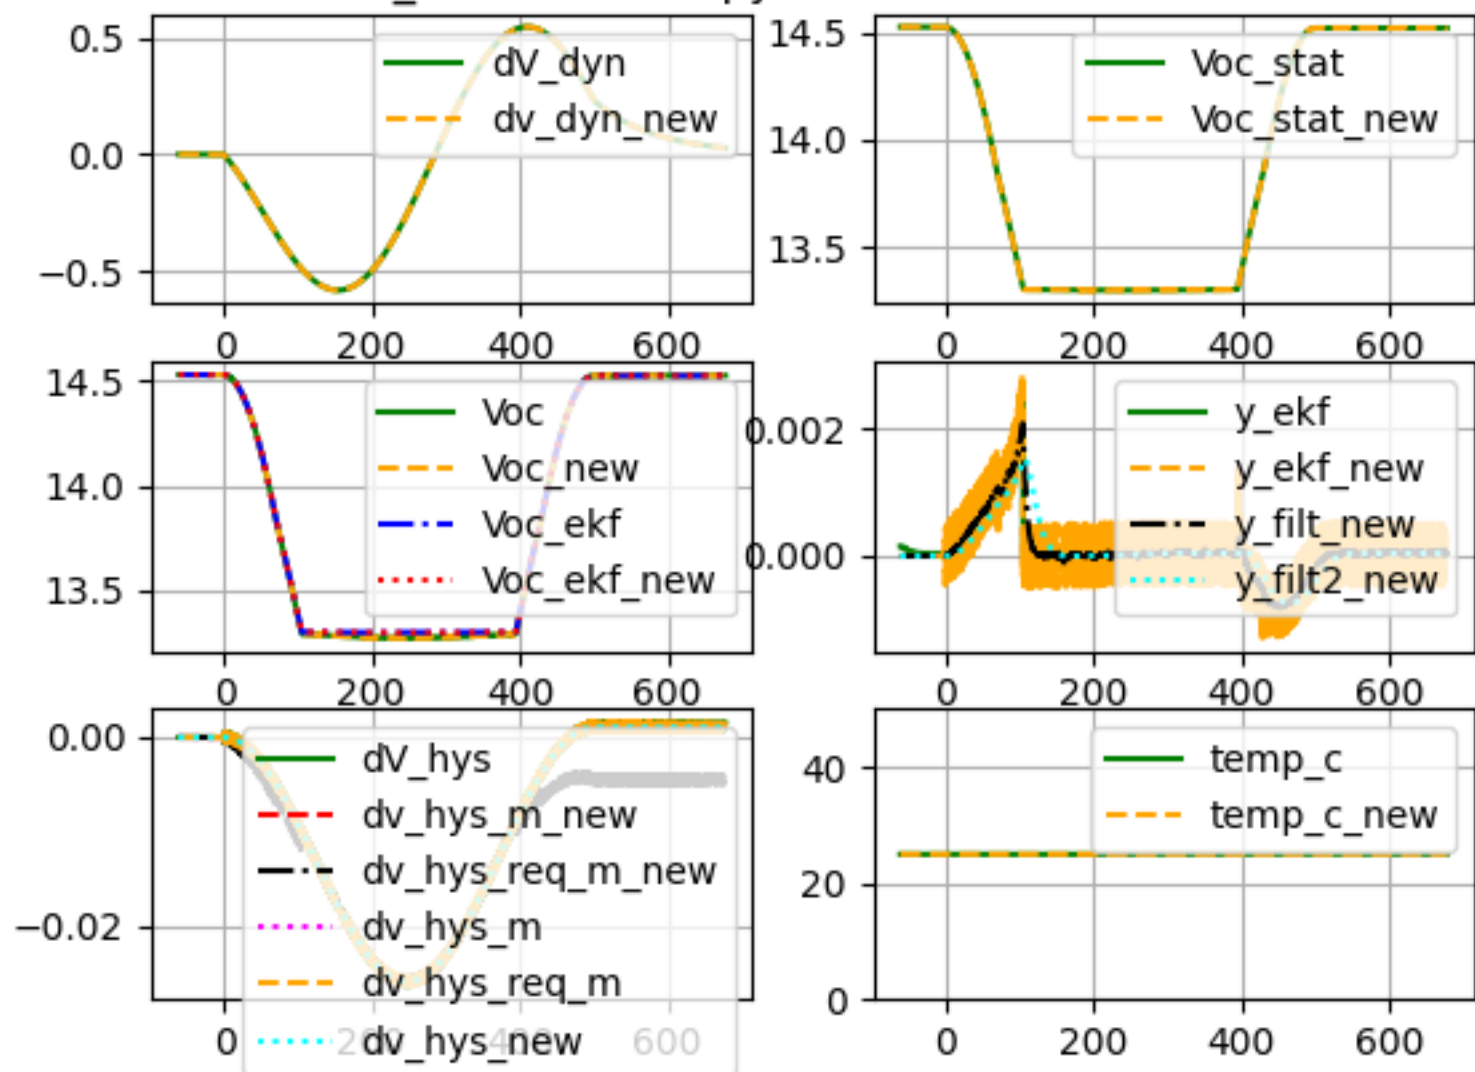 0.5
0.0
−0.5
dV_dyn
dv_dyn_new
0 200 400 600
14.5
14.0
13.5
Voc_stat
Voc_stat_new
0 200 400 600
14.5
14.0
13.5
Voc
Voc_new
Voc_ekf
Voc_ekf_new
0 200 400 600
0.002
0.000
y_ekf
y_ekf_new
y_filt_new
y_filt2_new
0 200 400 600
0.00
−0.02
dV_hys
dv_hys_m_new
dv_hys_req_m_new
dv_hys_m
dv_hys_req_m
dv_hys_new
0 200 400 600
40
20
0
temp_c
temp_c_new
0 200 400 600